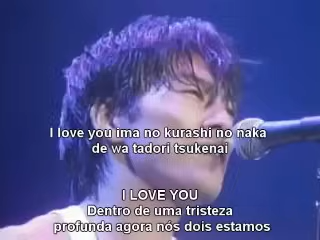 I love you ima no kurashi no naka
de wa tadori tsukenai
I LOVE YOU
Dentro de uma tristeza
profunda agora nós dois estamos